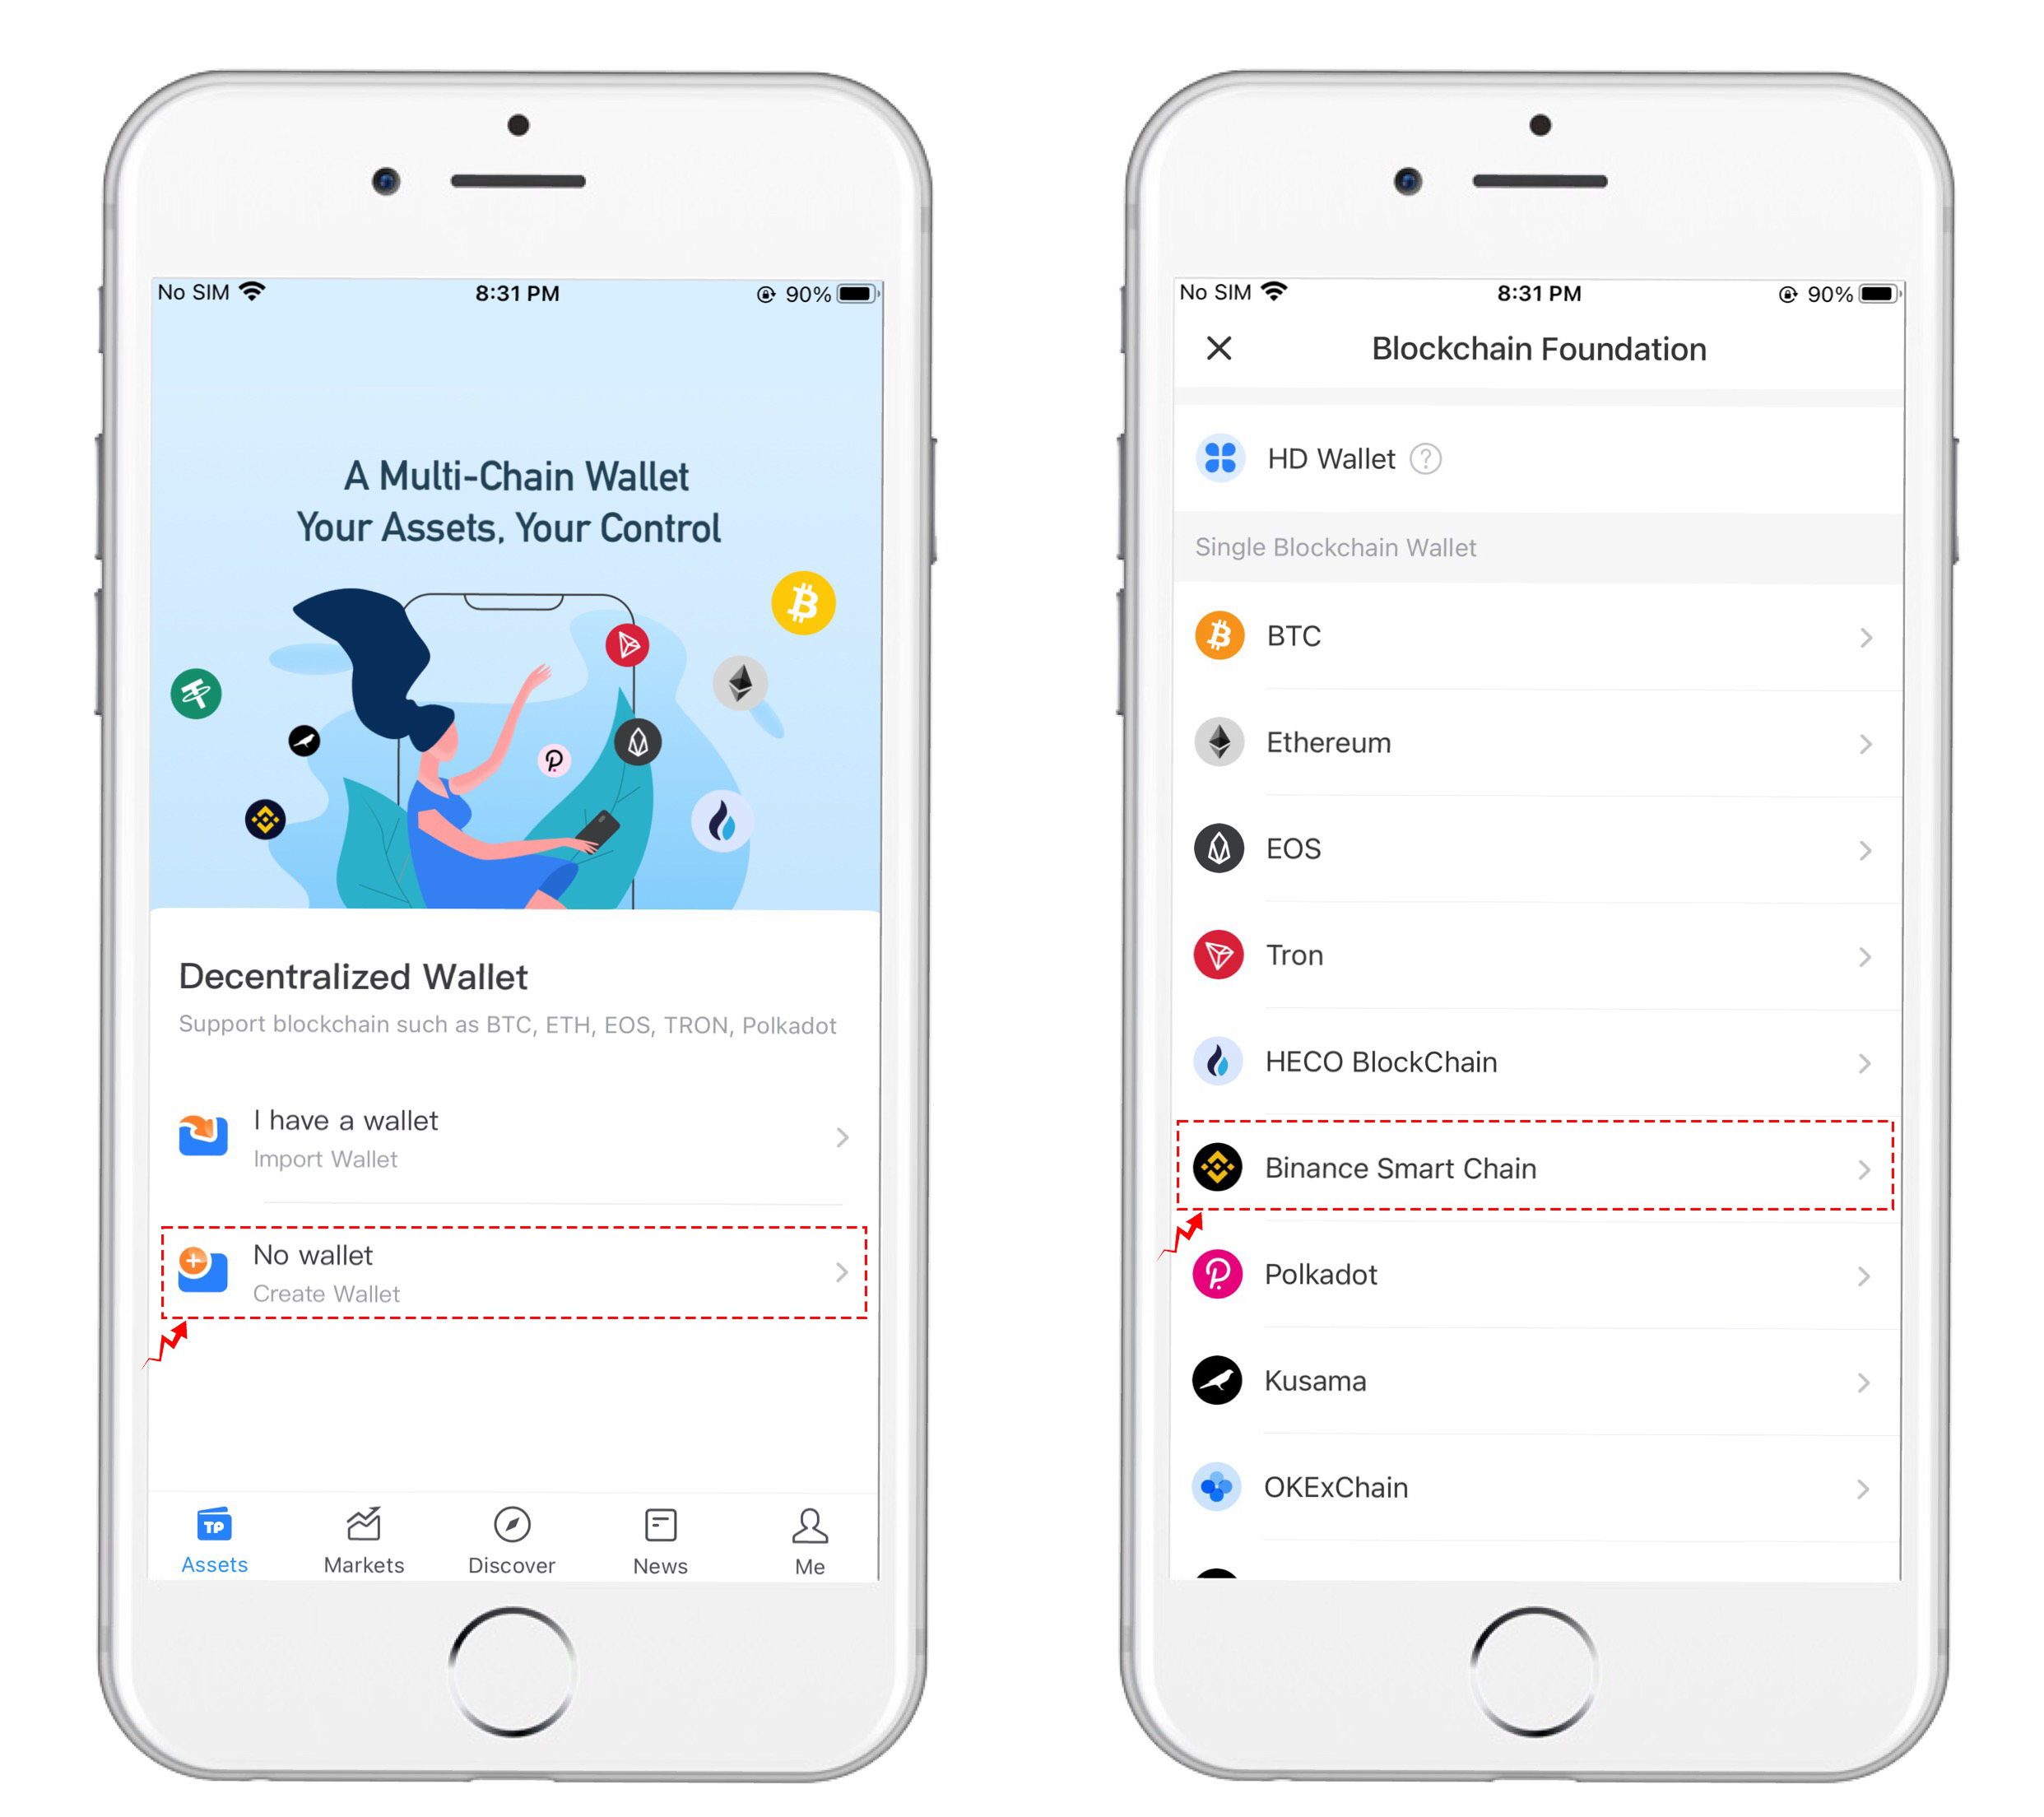 No SIM
8:31 PM
90%
A Multi-Chain Wallet
Your Assets, Your Control
Decentralized Wallet
Support blockchain such as BTC, ETH, EOS, TRON, Polkadot
I have a wallet
Import Wallet
No wallet
Create Wallet
TP
Assets
Markets
Discover
News
Me
No SIM
8:31 PM
90%
Blockchain Foundation
HD Wallet ?
Single Blockchain Wallet
BTC
Ethereum
EOS
Tron
HECO BlockChain
Binance Smart Chain
Polkadot
Kusama
OKExChain